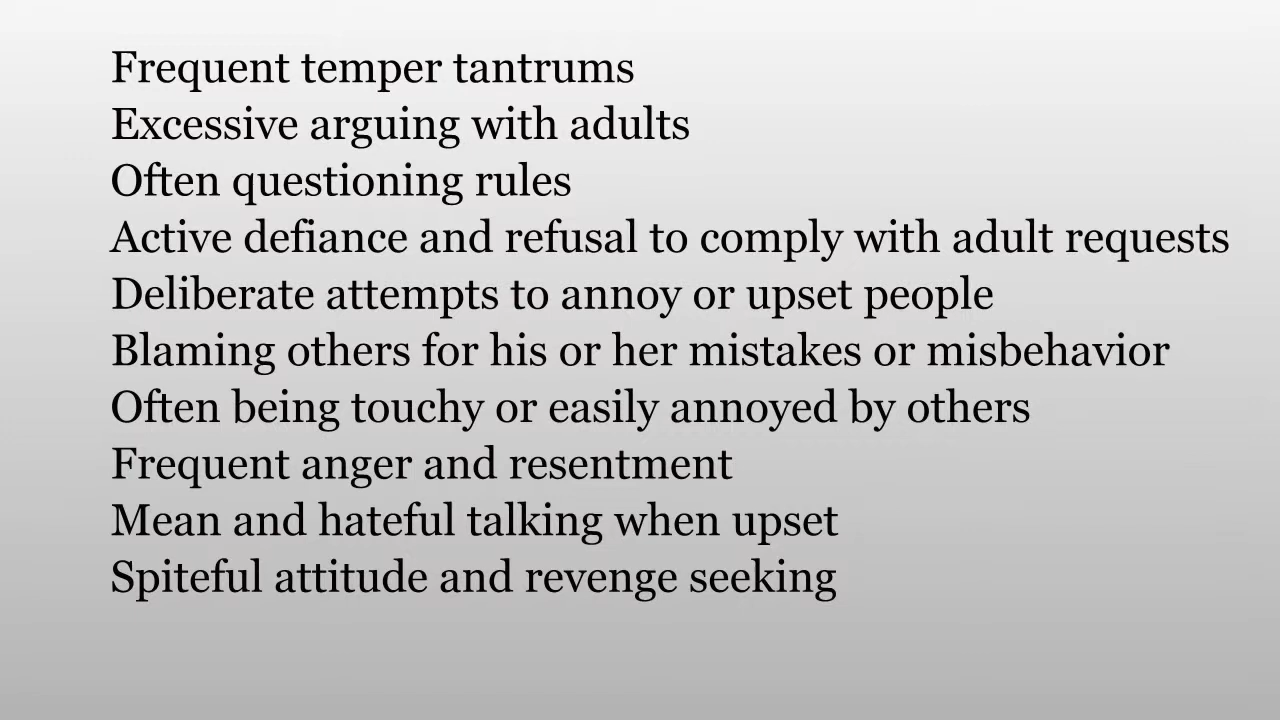 Frequent temper tantrums
Excessive arguing with adults
Often questioning rules
Active defiance and refusal to comply with adult requests
Deliberate attempts to annoy or upset people
Blaming others for his or her mistakes or misbehavior
Often being touchy or easily annoyed by others
Frequent anger and resentment
Mean and hateful talking when upset
Spiteful attitude and revenge seeking